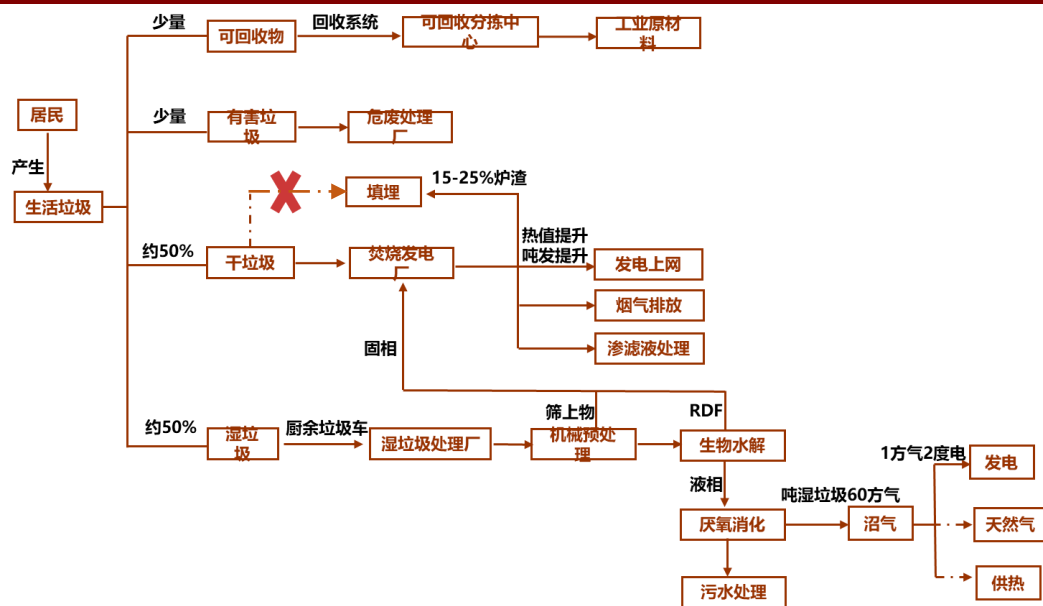 少量
可回收物
回收系统
可回收分拣中
心
工业原材
料
居民
少量
有害垃
圾
危废处理
厂
产生
生活垃圾
填埋
15-25%炉渣
约50%
干垃圾
焚烧发电
厂
热值提升
吨发提升
发电上网
烟气排放
固相
渗滤液处理
约50%
湿垃
圾
厨余垃圾车
湿垃圾处理厂
筛上物
机械预处
理
RDF
生物水解
液相
1方气2度电
发电
吨湿垃圾60方气
厌氧消化
沼气
天然气
污水处理
供热